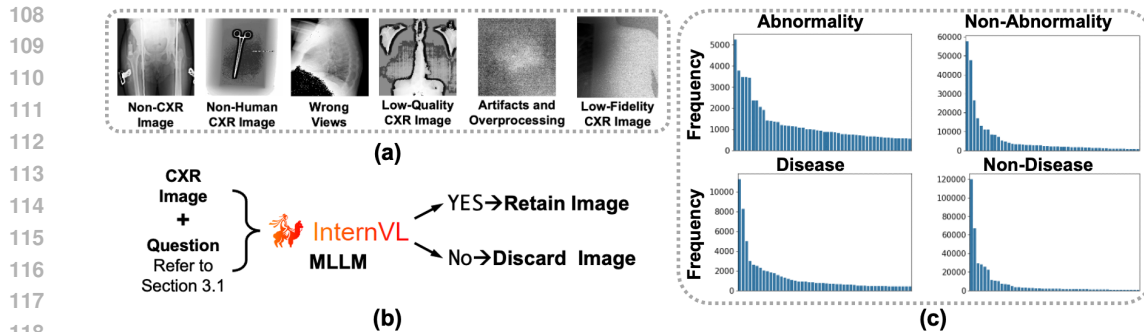 108
109
110
111
112
113
114
115
116
117
118
Non-CXR Image
Non-Human CXR Image
Wrong Views
Low-Quality CXR Image
Artifacts and Overprocessing
Low-Fidelity CXR Image
(a)
CXR
Image
+
Question
Refer to
Section 3.1
InternVL
MLLM
YES→Retain Image
No→Discard Image
(b)
Abnormality
Frequency
5000
4000
3000
2000
1000
0
Non-Abnormality
60000
50000
40000
30000
20000
10000
0
Disease
Frequency
10000
8000
6000
4000
2000
0
Non-Disease
120000
100000
80000
60000
40000
20000
0
(c)